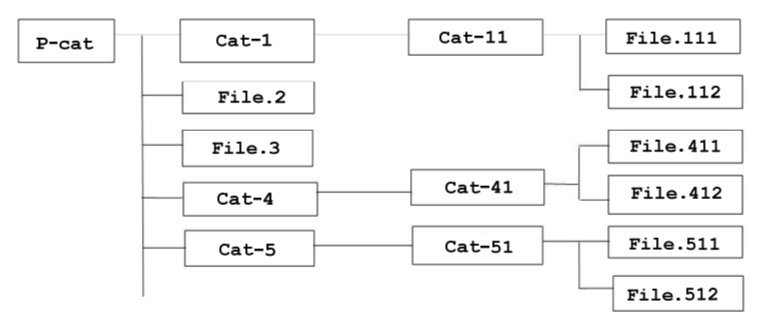 P-cat
Cat-1
Cat-11
File.111
File.112
File.2
File.3
File.411
Cat-4
Cat-41
File.412
Cat-5
Cat-51
File.511
File.512